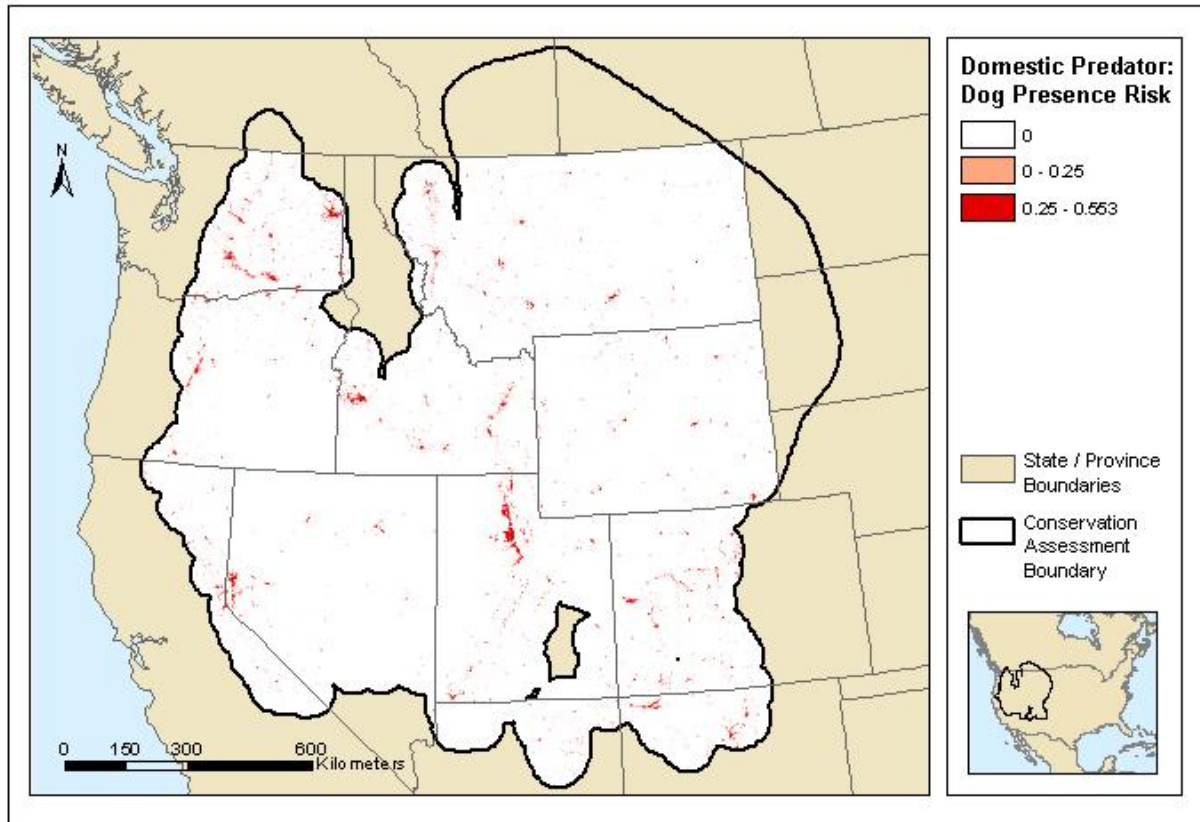 Domestic Predator:
Dog Presence Risk
0
0 - 0.25
0.25 - 0.553
State / Province
Boundaries
Conservation
Assessment
Boundary
N
0 150 300 600
Kilometers